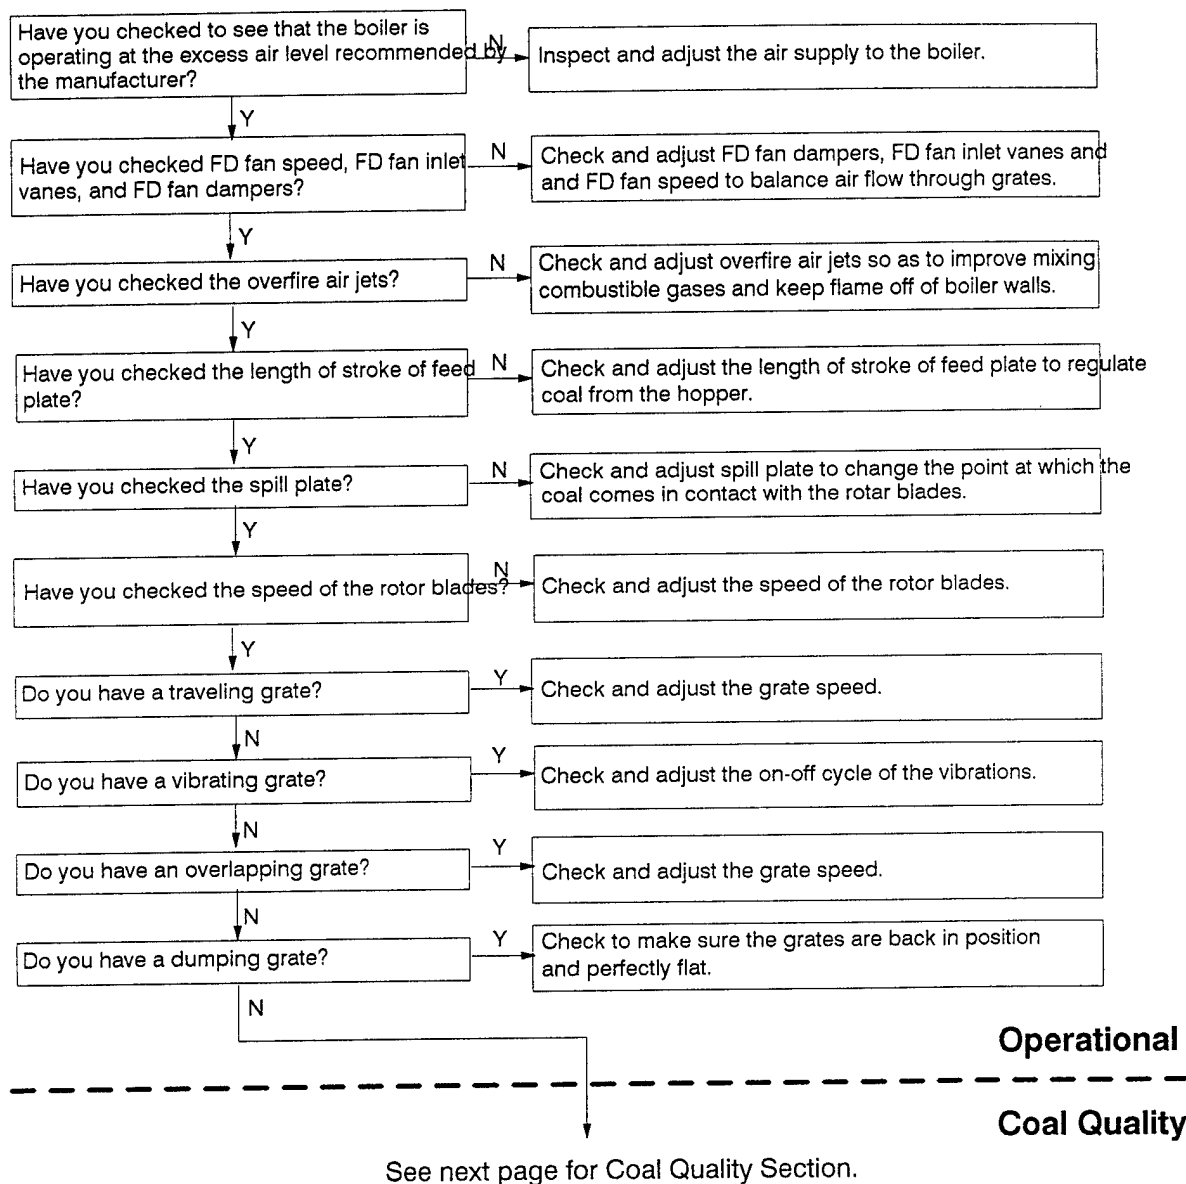 Have you checked to see that the boiler is
operating at the excess air level recommended by
the manufacturer?
N
Inspect and adjust the air supply to the boiler.
Y
Have you checked FD fan speed, FD fan inlet
vanes, and FD fan dampers?
N
Check and adjust FD fan dampers, FD fan inlet vanes and
and FD fan speed to balance air flow through grates.
Y
Have you checked the overfire air jets?
N
Check and adjust overfire air jets so as to improve mixing
combustible gases and keep flame off of boiler walls.
Y
Have you checked the length of stroke of feed
plate?
N
Check and adjust the length of stroke of feed plate to regulate
coal from the hopper.
Y
Have you checked the spill plate?
N
Check and adjust spill plate to change the point at which the
coal comes in contact with the rotar blades.
Y
Have you checked the speed of the rotor blades?
N
Check and adjust the speed of the rotor blades.
Y
Do you have a traveling grate?
Y
Check and adjust the grate speed.
N
Do you have a vibrating grate?
Y
Check and adjust the on-off cycle of the vibrations.
N
Do you have an overlapping grate?
Y
Check and adjust the grate speed.
N
Do you have a dumping grate?
Y
Check to make sure the grates are back in position
and perfectly flat.
N
Operational
Coal Quality
See next page for Coal Quality Section.